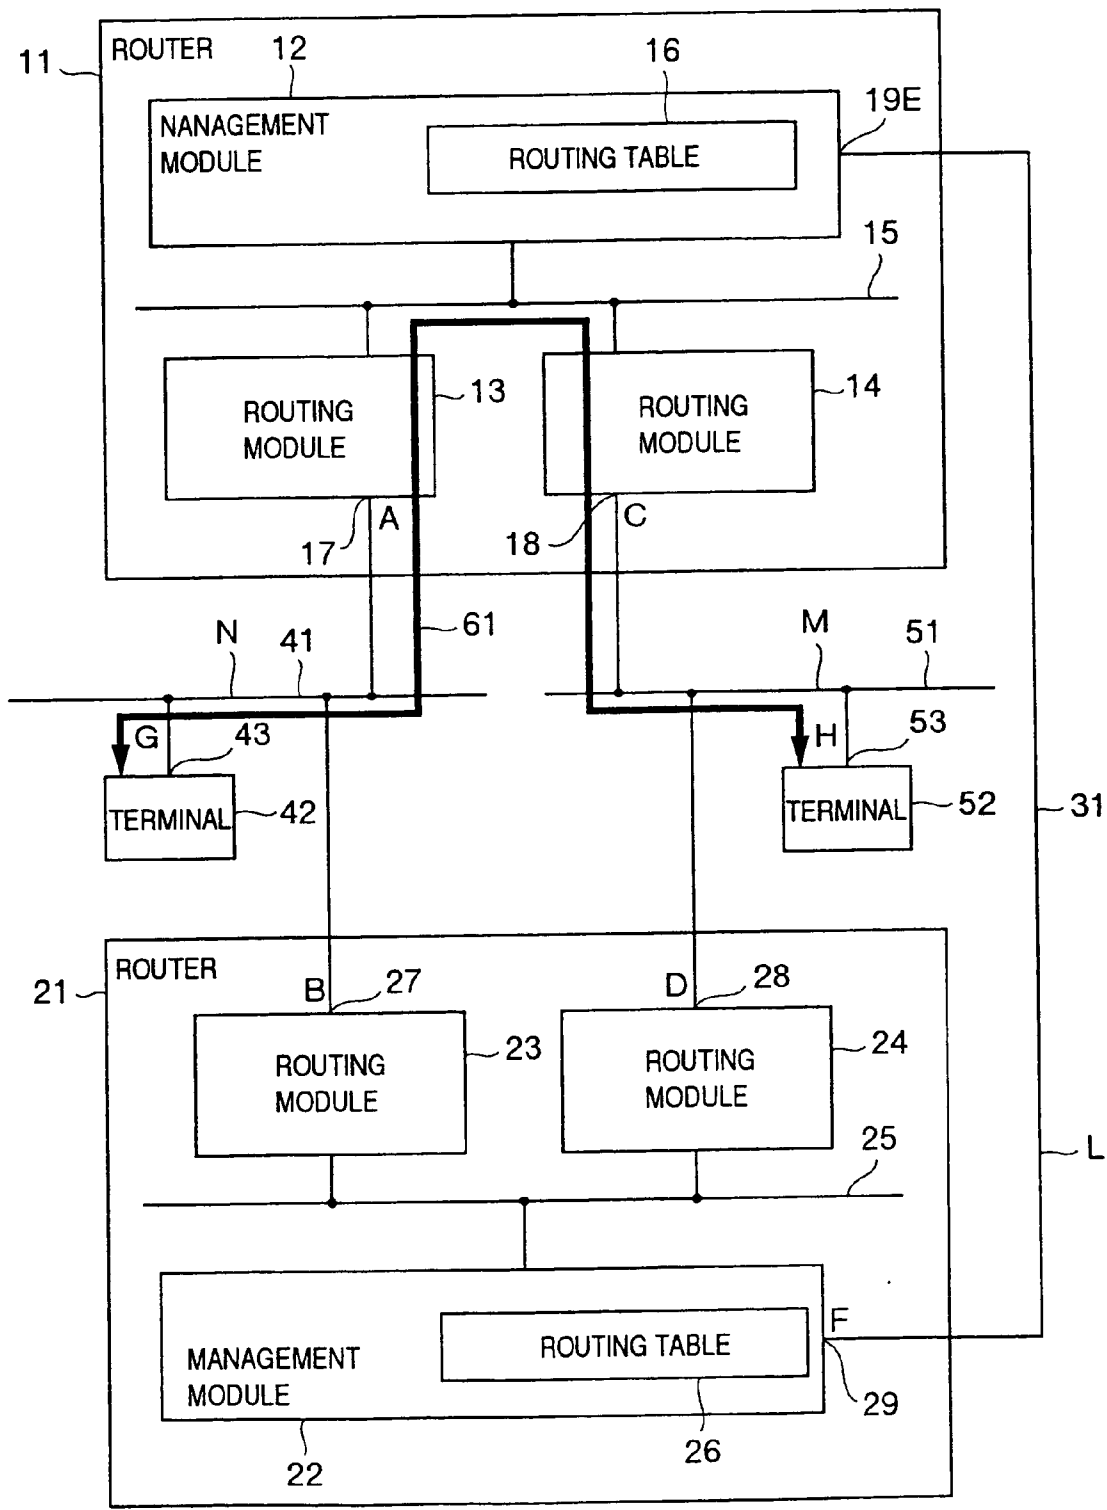 ROUTER
11
12
16
19E
NANAGEMENT
MODULE
ROUTING TABLE
15
13
14
ROUTING
MODULE
ROUTING
MODULE
A
C
17
18
N
41
61
M
51
G
43
H
53
TERMINAL
42
TERMINAL
52
31
ROUTER
21
B
27
D
28
ROUTING
MODULE
23
ROUTING
MODULE
24
25
L
F
ROUTING TABLE
MANAGEMENT
MODULE
29
22
26